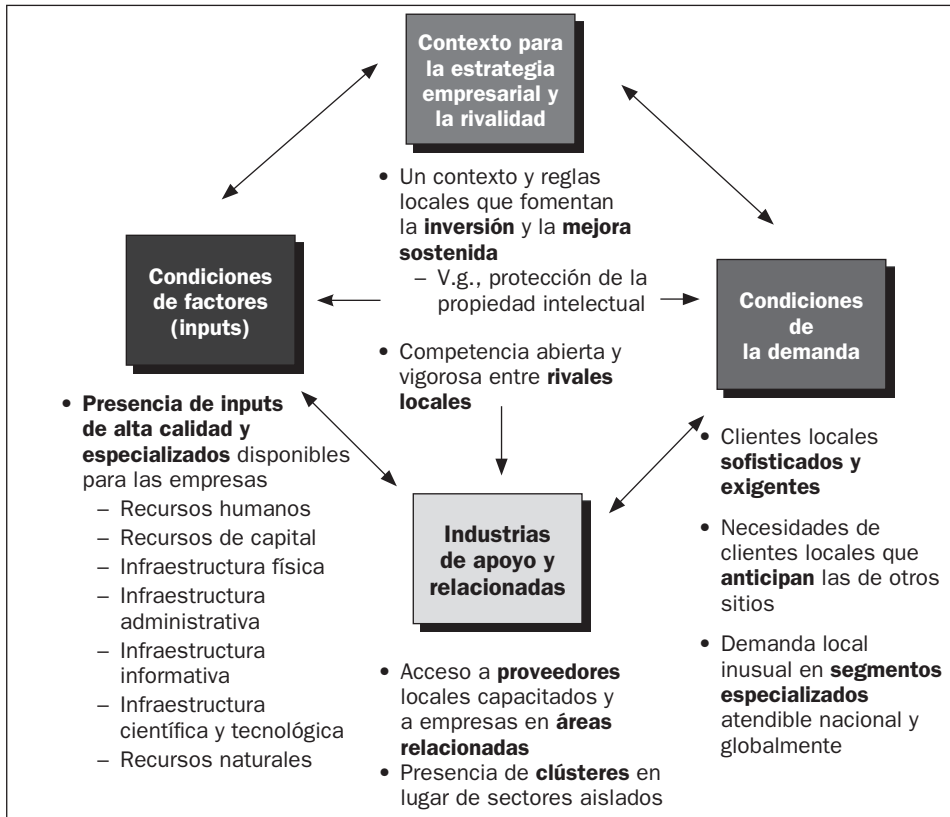 Contexto para
la estrategia
empresarial y
la rivalidad
• Un contexto y reglas
locales que fomentan
la inversión y la mejora
sostenida
– V.g., protección de la
propiedad intelectual
• Competencia abierta y
vigorosa entre rivales
locales
Condiciones
de factores
(inputs)
• Presencia de inputs
de alta calidad y
especializados disponibles
para las empresas
– Recursos humanos
– Recursos de capital
– Infraestructura física
– Infraestructura
administrativa
– Infraestructura
informativa
– Infraestructura
científica y tecnológica
– Recursos naturales
Condiciones
de
la demanda
• Clientes locales
sofisticados y
exigentes
• Necesidades de
clientes locales que
anticipan las de otros
sitios
• Demanda local
inusual en segmentos
especializados
atendible nacional y
globalmente
Industrias
de apoyo y
relacionadas
• Acceso a proveedores
locales capacitados y
a empresas en áreas
relacionadas
• Presencia de clústeres en
lugar de sectores aislados